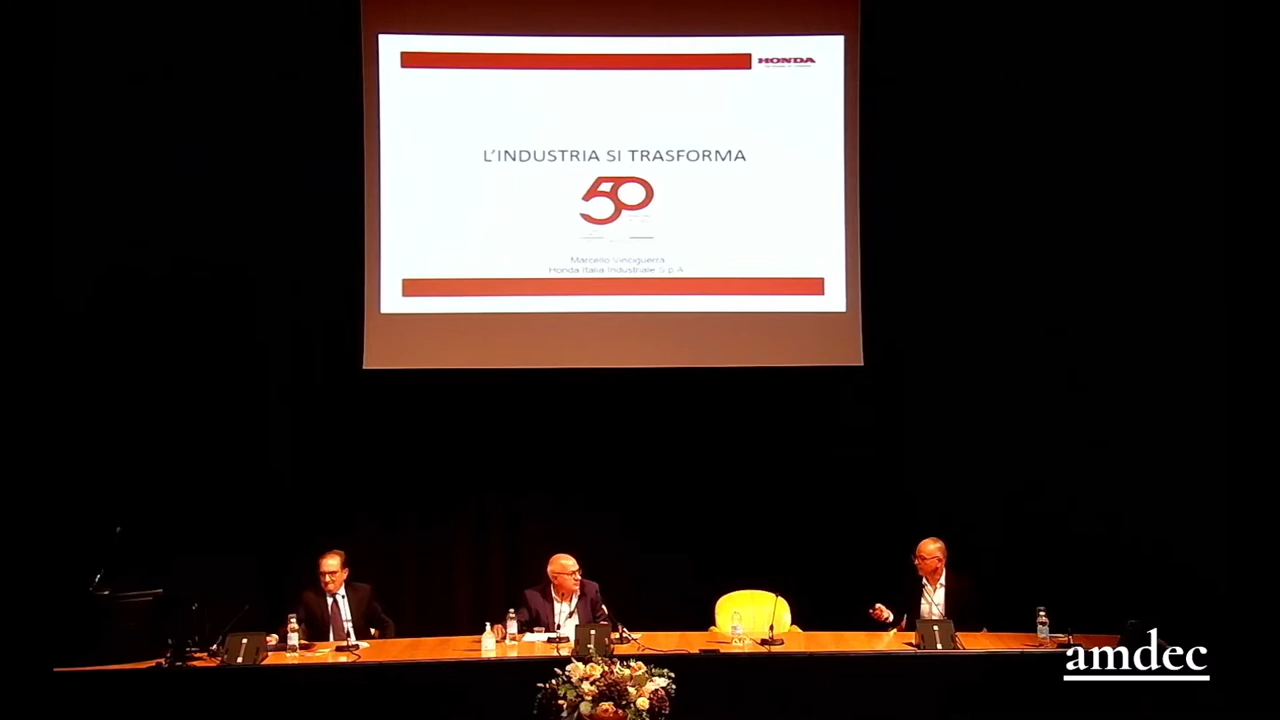 HONDA
L'INDUSTRIA SI TRASFORMA
50
Marcello Vinciguerra
Honda Italia Industriale S.p.A
amdec